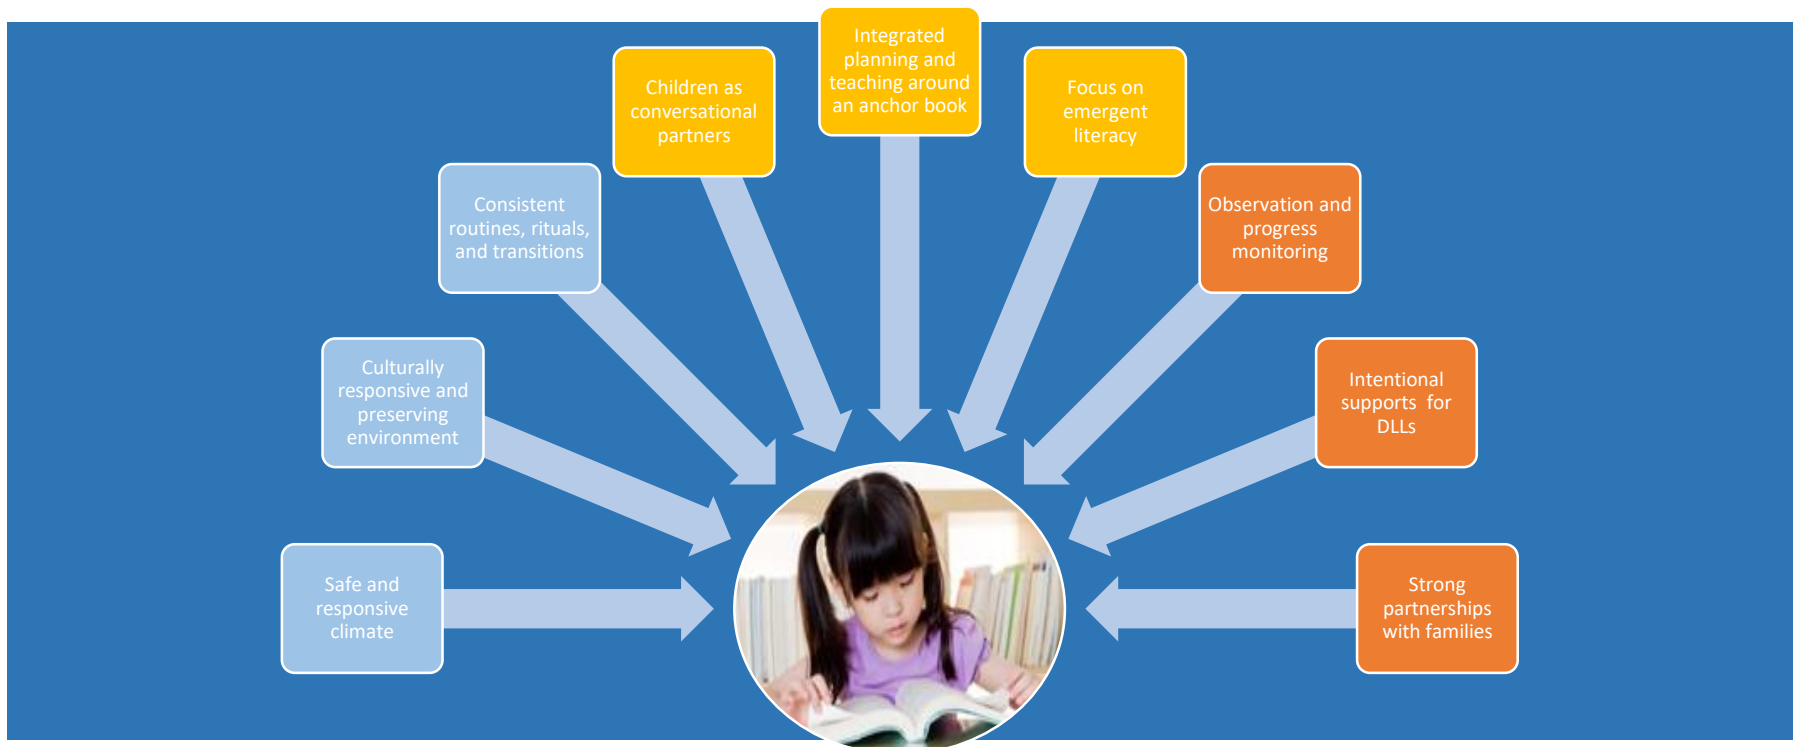 Safe and
responsive
climate
Culturally
responsive and
preserving
environment
Consistent
routines, rituals,
and transitions
Children as
conversational
partners
Integrated
planning and
teaching around
an anchor book
Focus on
emergent
literacy
Observation and
progress
monitoring
Intentional
supports for
DLLs
Strong
partnerships
with families